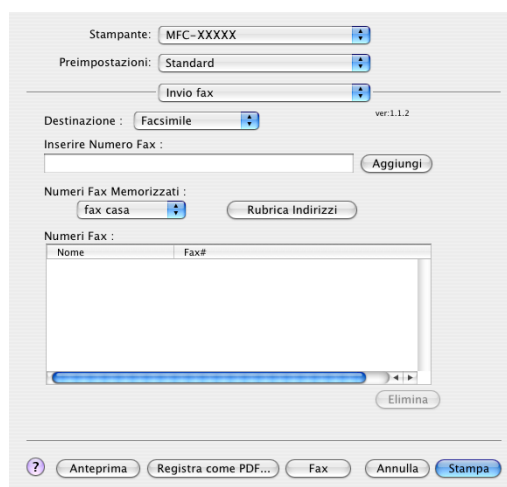 Stampante: MFC-XXXXX
Preimpostazioni: Standard
Invio fax
Destinazione : Facsimile ver:1.1.2
Inserire Numero Fax :
Aggiungi
Numeri Fax Memorizzati :
fax casa Rubrica Indirizzi
Numeri Fax :
Nome Fax#
Elimina
? Anteprima Registra come PDF... Fax Annulla Stampa